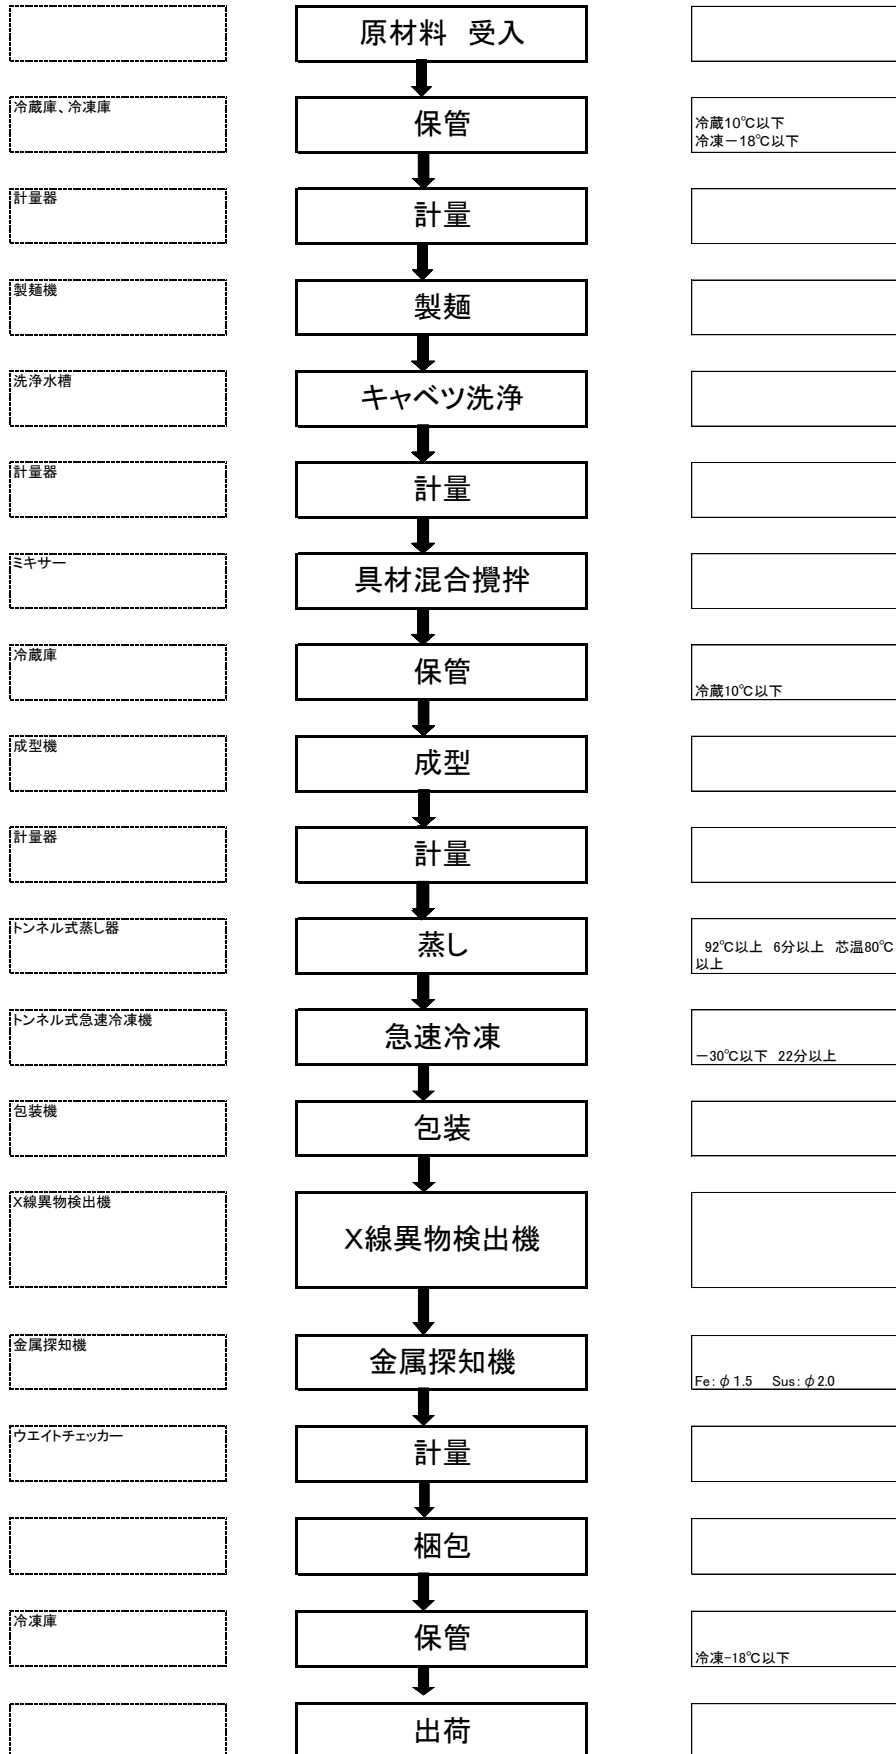 原材料　受入
冷蔵庫、冷凍庫
保管
冷蔵10℃以下
冷凍－18℃以下
計量器
計量
製麺機
製麺
洗浄水槽
キャベツ洗浄
計量器
計量
ミキサー
具材混合攪拌
冷蔵庫
保管
冷蔵10℃以下
成型機
成型
計量器
計量
トンネル式蒸し器
蒸し
92℃以上　6分以上　芯温80℃
以上
トンネル式急速冷凍機
急速冷凍
－30℃以下　22分以上
包装機
包装
X線異物検出機
X線異物検出機
金属探知機
金属探知機
Fe：φ1.5　Sus：φ2.0
ウエイトチェッカー
計量
梱包
冷凍庫
保管
冷凍-18℃以下
出荷